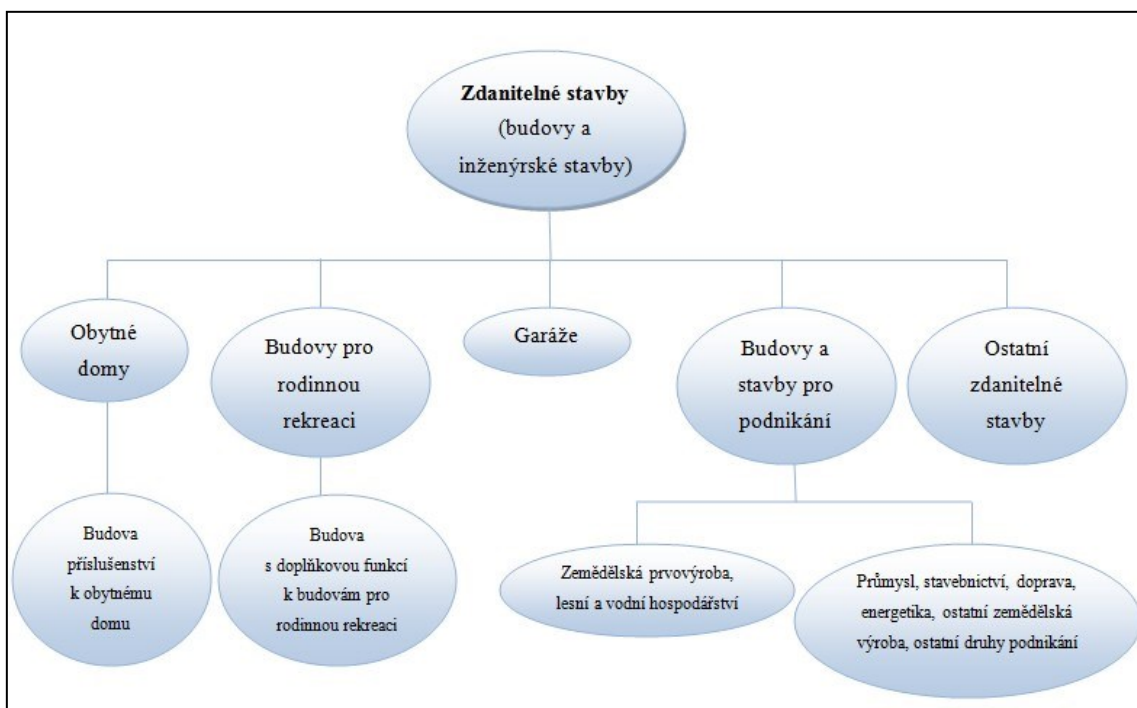 Zdanitelné stavby
(budovy a
inženýrské stavby)
Obytné
domy
Budovy pro
rodinnou
rekreaci
Garáže
Budovy a
stavby pro
podnikání
Ostatní
zdanitelné
stavby
Budova
příslušenství
k obytnému
domu
Budova
s doplňkovou funkcí
k budovám pro
rodinnou rekreaci
Zemědělská prvovýroba,
lesní a vodní hospodářství
Průmysl, stavebnictví, doprava,
energetika, ostatní zemědělská
výroba, ostatní druhy podnikání